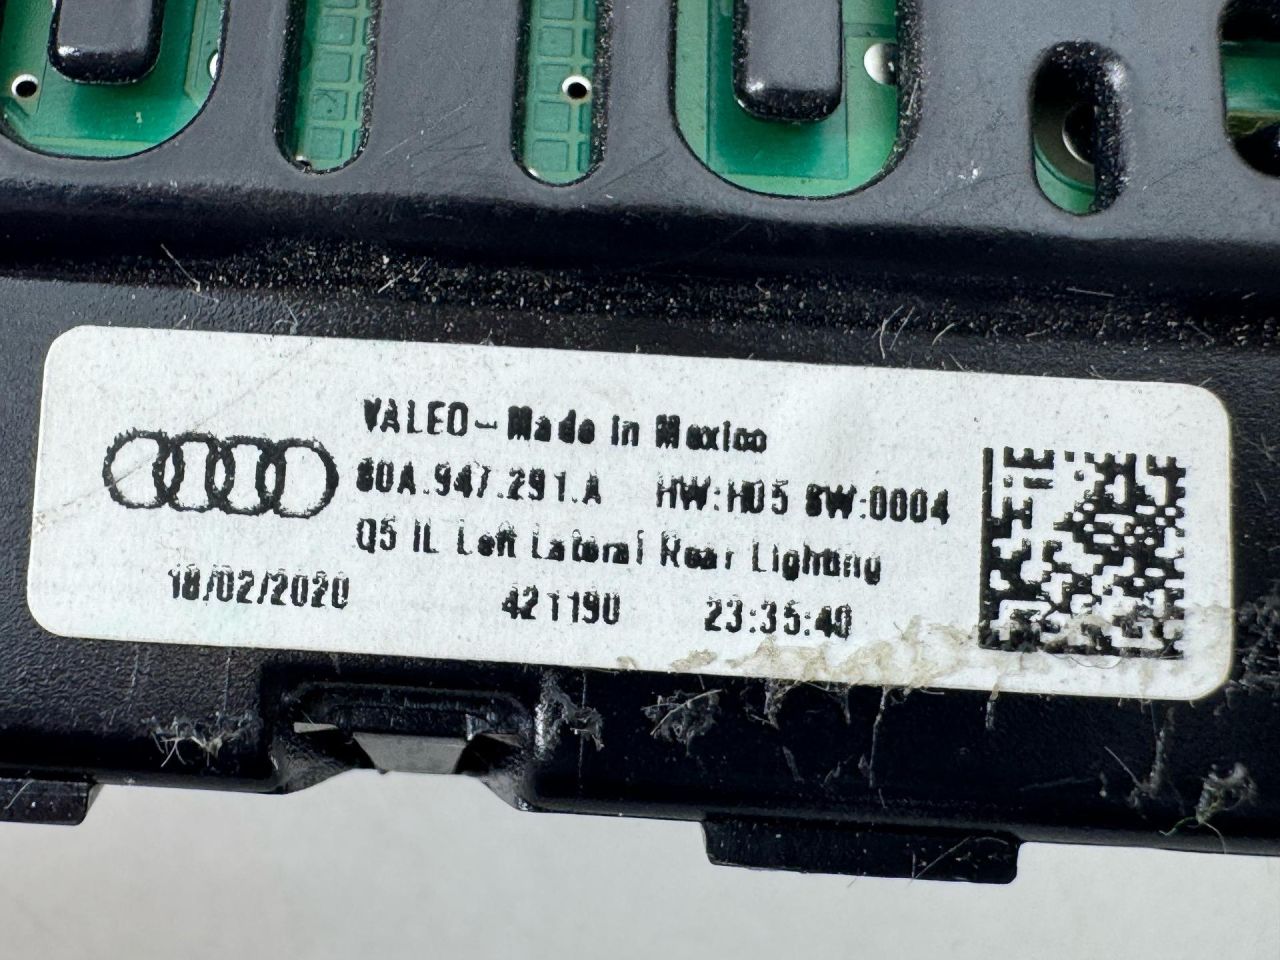 VALEO-Made in Mexico
80A.947.291.A HW:H05 SW:0004
Q5 IL Left Lateral Rear Lighting
18/02/2020 421190 23:35:40